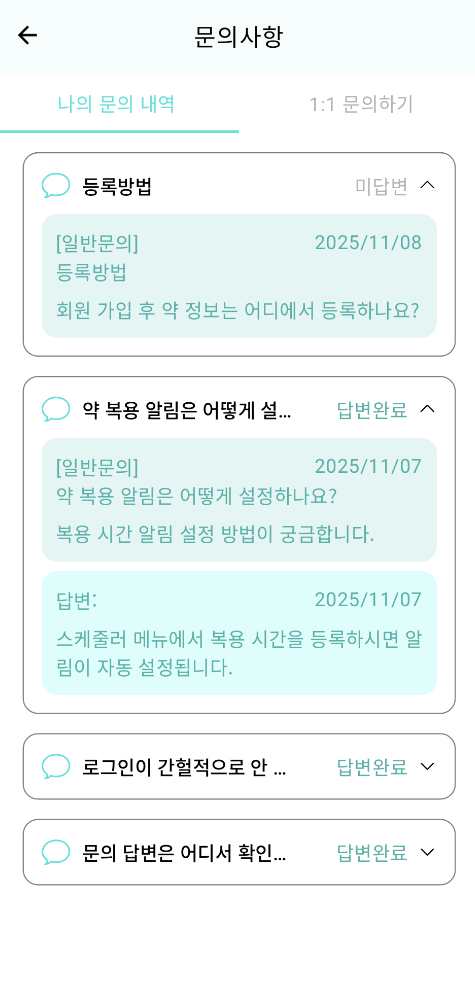 문의사항
나의 문의 내역
1:1 문의하기
등록방법
미답변
[일반문의]
2025/11/08
등록방법
회원 가입 후 약 정보는 어디에서 등록하나요?
약 복용 알림은 어떻게 설...
답변완료
[일반문의]
2025/11/07
약 복용 알림은 어떻게 설정하나요?
복용 시간 알림 설정 방법이 궁금합니다.
답변:
2025/11/07
스케줄러 메뉴에서 복용 시간을 등록하시면 알
림이 자동 설정됩니다.
로그인이 간헐적으로 안 ...
답변완료
문의 답변은 어디서 확인...
답변완료